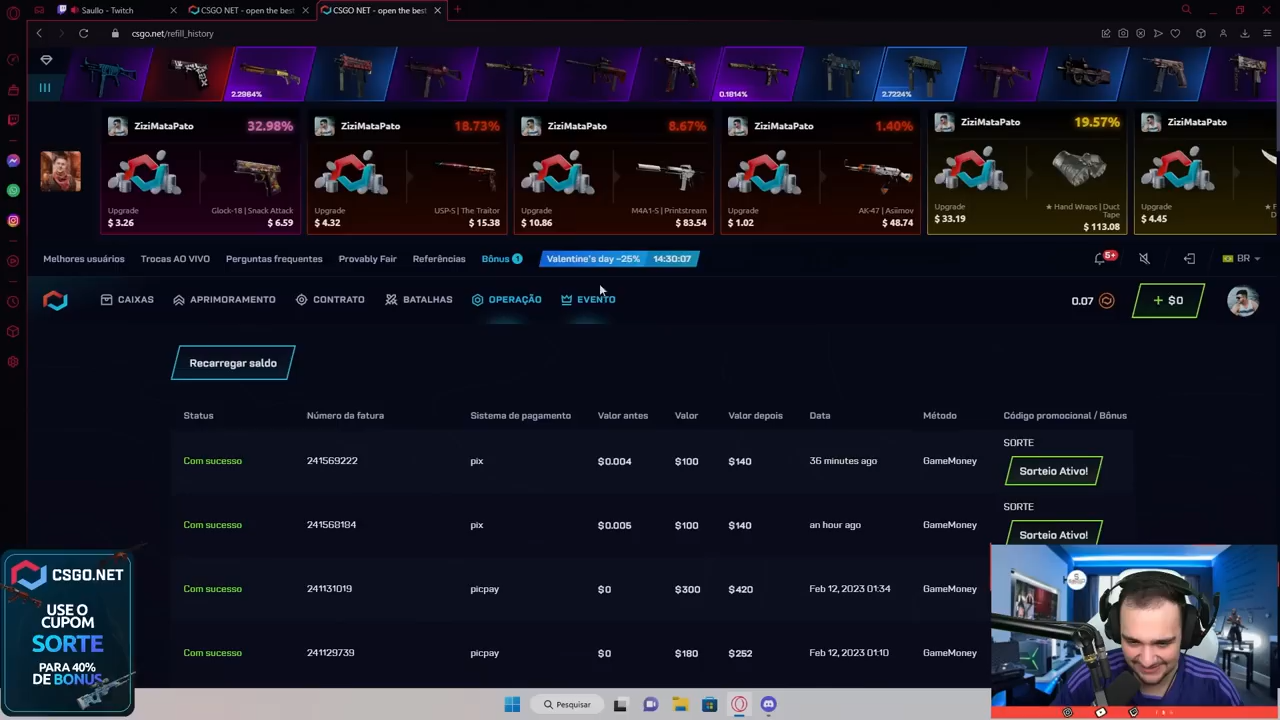 Saullo - Twitch
CSGO NET - open the best
CSGO NET - open the best
csgo.net/refill_history
2.2964%
0.1814%
2.7224%
ZiziMataPato 32.98%
Upgrade Glock-18 | Snack Attack
$ 3.26 $ 6.59
ZiziMataPato 18.73%
Upgrade USP-S | The Traitor
$ 4.32 $ 15.38
ZiziMataPato 8.67%
Upgrade M4A1-S | Printstream
$ 10.86 $ 83.54
ZiziMataPato 1.40%
Upgrade AK-47 | Asiimov
$ 1.02 $ 48.74
ZiziMataPato 19.57%
Upgrade ★ Hand Wraps | Duct
Tape
$ 33.19 $ 113.08
ZiziMataPato
Upgrade
$ 4.45
Melhores usuários Trocas AO VIVO Perguntas frequentes Provably Fair Referências Bônus 1 Valentine's day ~25% 14:30:07 5+ BR
CAIXAS APRIMORAMENTO CONTRATO BATALHAS OPERAÇÃO EVENTO 0.07 + $0
Recarregar saldo
Status Número da fatura Sistema de pagamento Valor antes Valor Valor depois Data Método Código promocional / Bônus
SORTE
Com sucesso 241569222 pix $0.004 $100 $140 36 minutes ago GameMoney
Sorteio Ativo!
SORTE
Com sucesso 241568184 pix $0.005 $100 $140 an hour ago GameMoney
Sorteio Ativo!
Com sucesso 241131019 picpay $0 $300 $420 Feb 12, 2023 01:34 GameMoney
Com sucesso 241129739 picpay $0 $180 $252 Feb 12, 2023 01:10 GameMoney
CSGO.NET
USE O
CUPOM
SORTE
PARA 40%
DE BONUS
Pesquisar